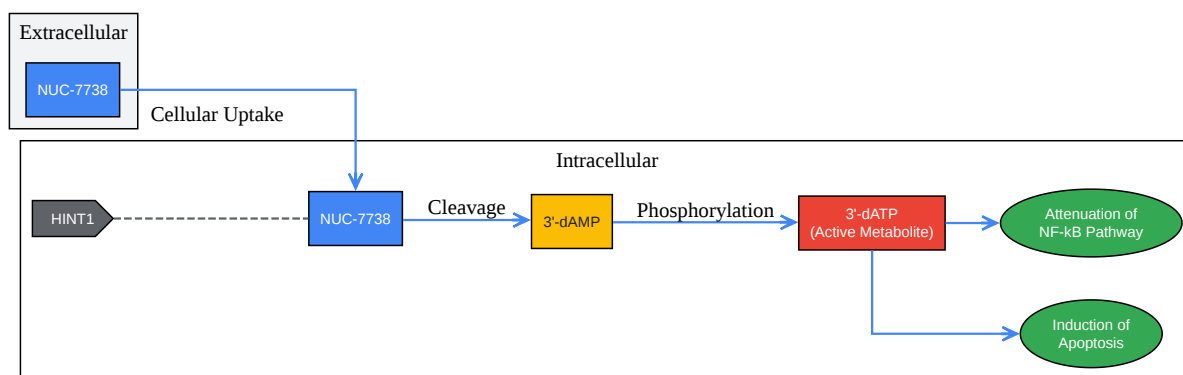 Extracellular
NUC-7738
Cellular Uptake
Intracellular
HINT1
NUC-7738
Cleavage
3'-dAMP
Phosphorylation
3'-dATP
(Active Metabolite)
Attenuation of
NF-kB Pathway
Induction of
Apoptosis